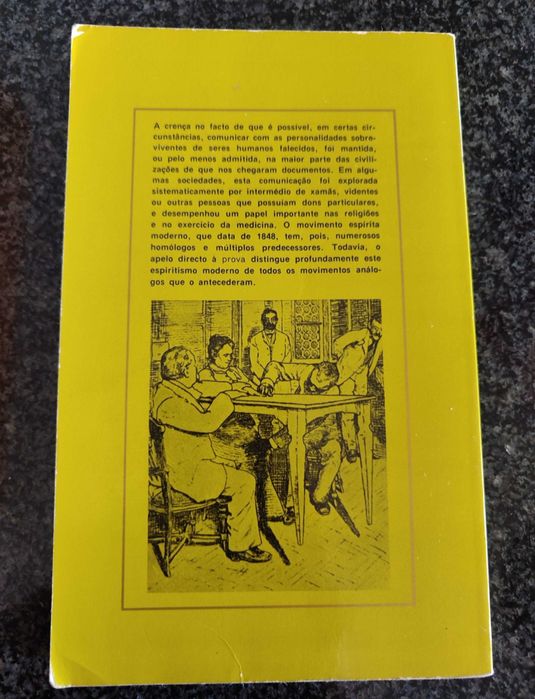 A crença no facto de que é possível, em certas cir-
cunstâncias, comunicar com as personalidades sobre-
viventes de seres humanos falecidos, foi mantida,
ou pelo menos admitida, na maior parte das civili-
zações de que nos chegaram documentos. Em algu-
mas sociedades, esta comunicação foi explorada
sistematicamente por intermédio de xamãs, videntes
ou outras pessoas que possuiam dons particulares,
e desempenhou um papel importante nas religiões
e no exercício da medicina. O movimento espírita
moderno, que data de 1848, tem, pois, numerosos
homólogos e múltiplos predecessores. Todavia, o
apelo directo à prova distingue profundamente este
espiritismo moderno de todos os movimentos análo-
gos que o antecederam.